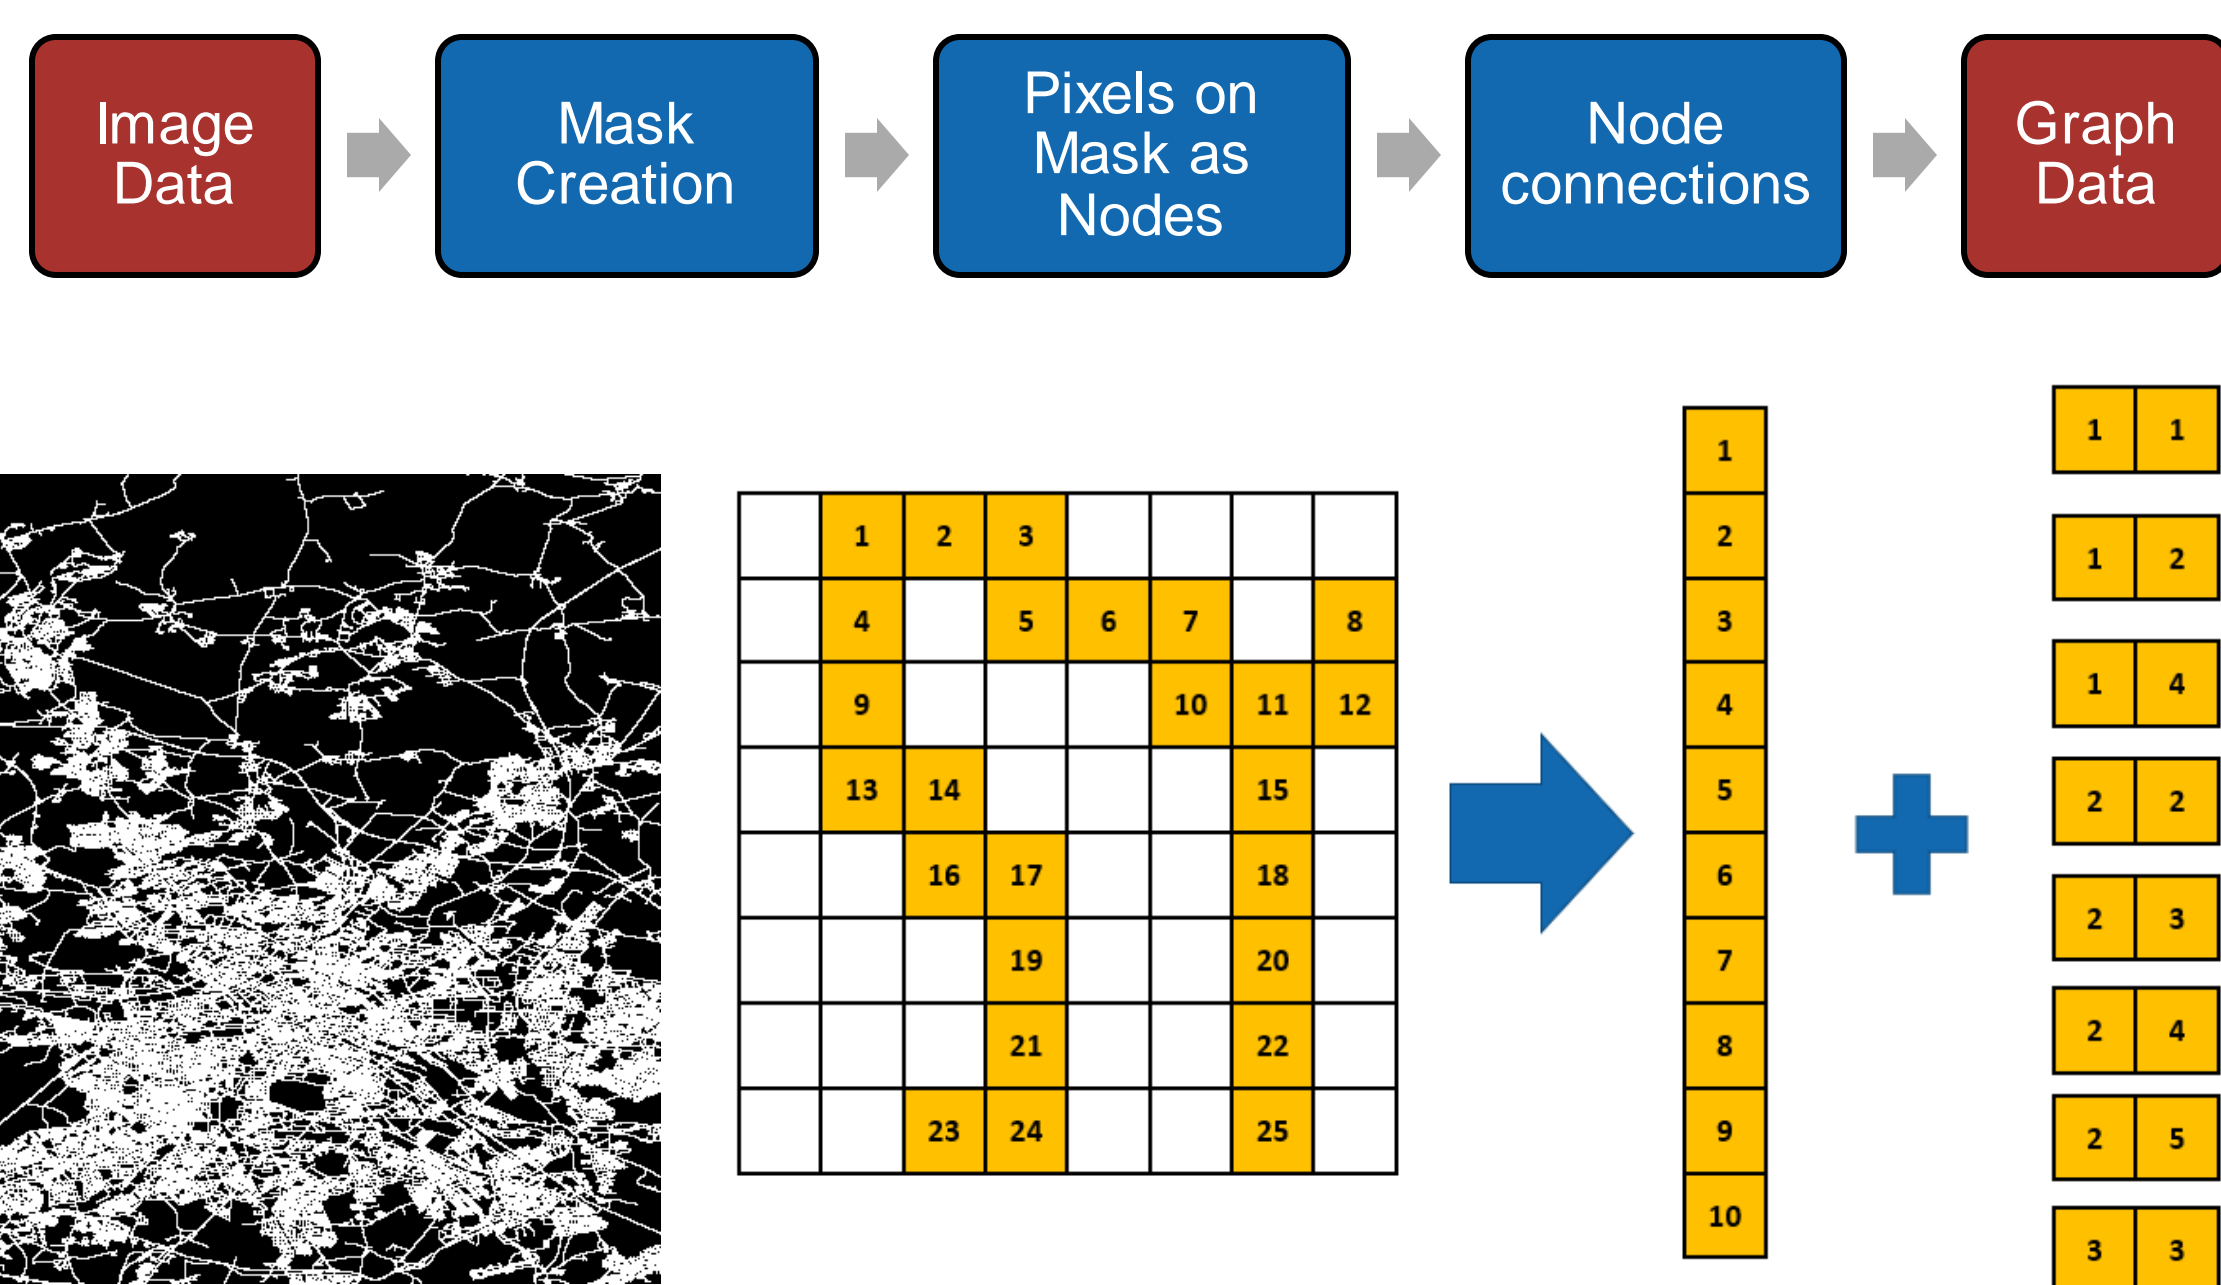 Image
Data
Mask
Creation
Pixels on
Mask as
Nodes
Node
connections
Graph
Data
1 2 3
4 5 6 7 8
9 10 11 12
13 14 15
16 17 18
19 20
21 22
23 24 25
1
2
3
4
5
6
7
8
9
10
1 1
1 2
1 4
2 2
2 3
2 4
2 5
3 3